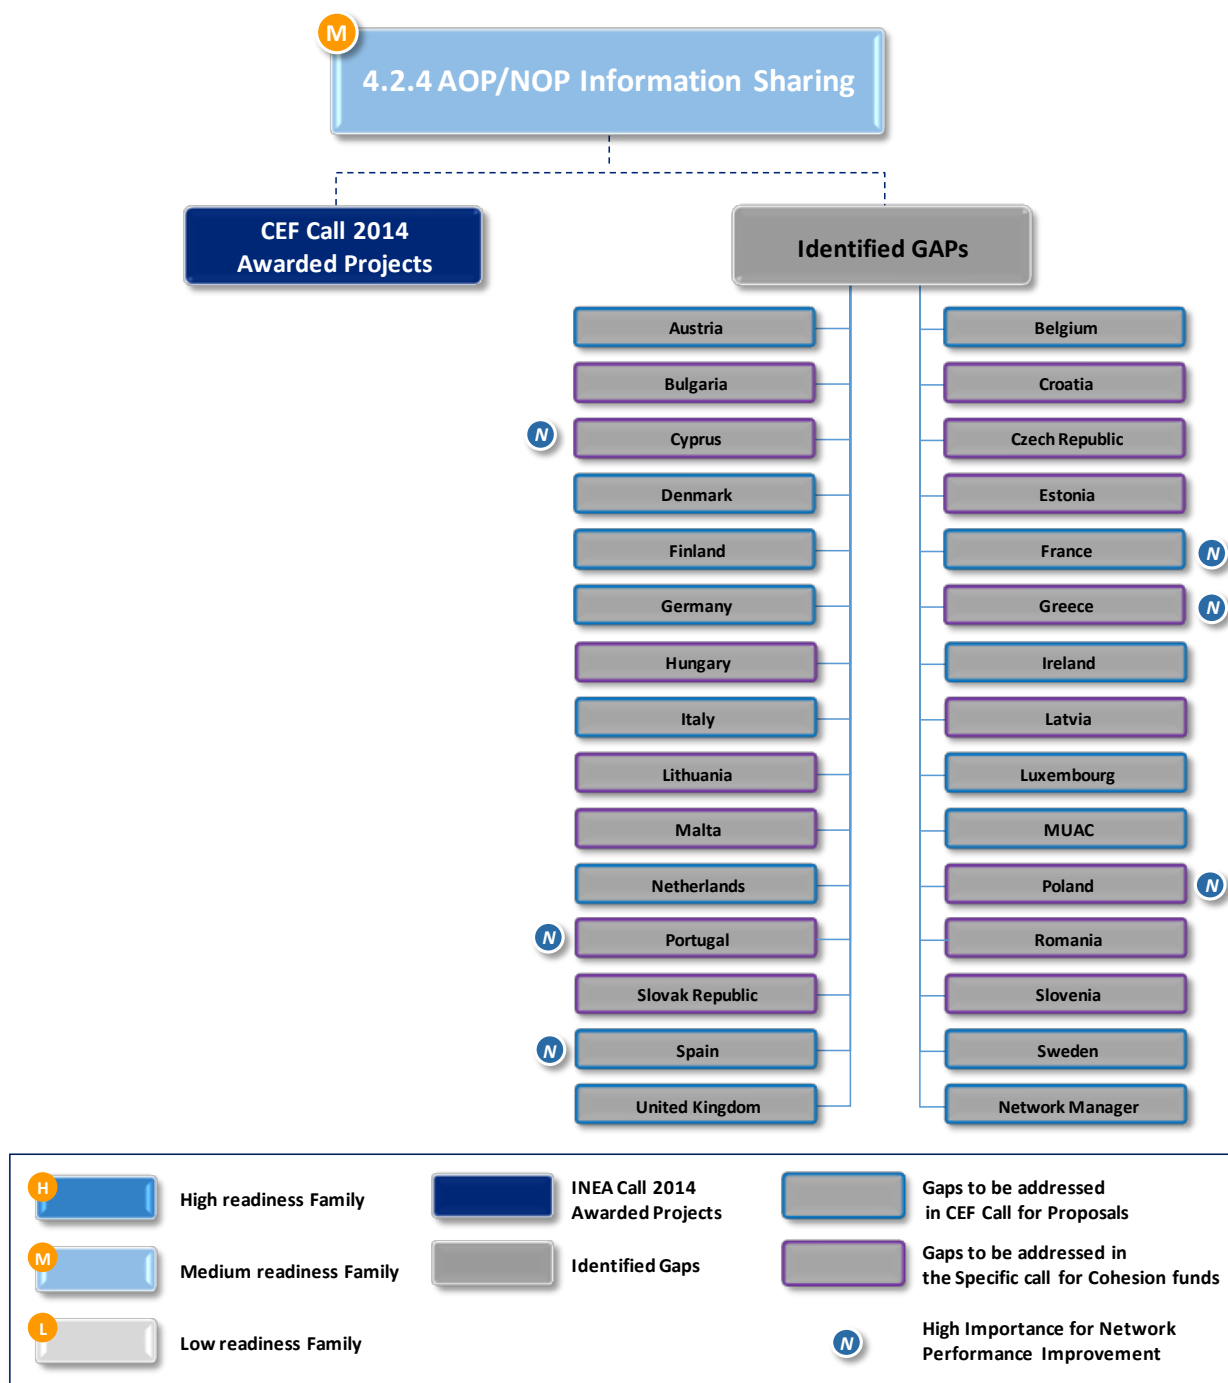 M
4.2.4 AOP/NOP Information Sharing
CEF Call 2014
Awarded Projects
Identified GAPs
Austria
Belgium
Bulgaria
Croatia
N
Cyprus
Czech Republic
Denmark
Estonia
Finland
France
N
Germany
Greece
N
Hungary
Ireland
Italy
Latvia
Lithuania
Luxembourg
Malta
MUAC
Netherlands
Poland
N
N
Portugal
Romania
Slovak Republic
Slovenia
N
Spain
Sweden
United Kingdom
Network Manager
H
High readiness Family
INEA Call 2014
Awarded Projects
Gaps to be addressed
in CEF Call for Proposals
M
Medium readiness Family
Identified Gaps
Gaps to be addressed in
the Specific call for Cohesion funds
L
Low readiness Family
N
High Importance for Network
Performance Improvement